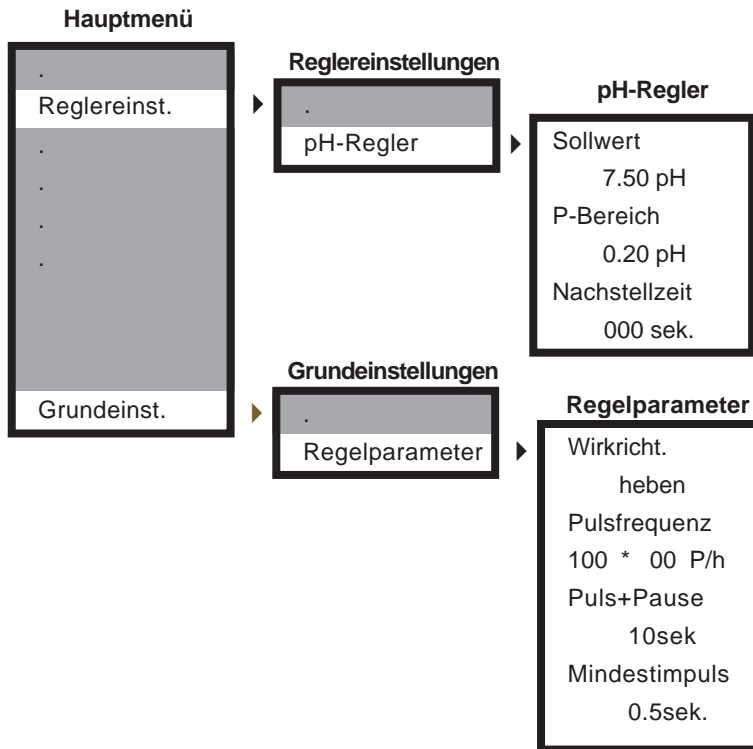 Hauptmenü
.
Reglereinst.
.
.
.
.
Grundeinst.
Reglereinstellungen
.
pH-Regler
pH-Regler
Sollwert
7.50 pH
P-Bereich
0.20 pH
Nachstellzeit
000 sek.
Grundeinstellungen
.
Regelparameter
Regelparameter
Wirkricht.
heben
Pulsfrequenz
100 * 00 P/h
Puls+Pause
10sek
Mindestimpuls
0.5sek.